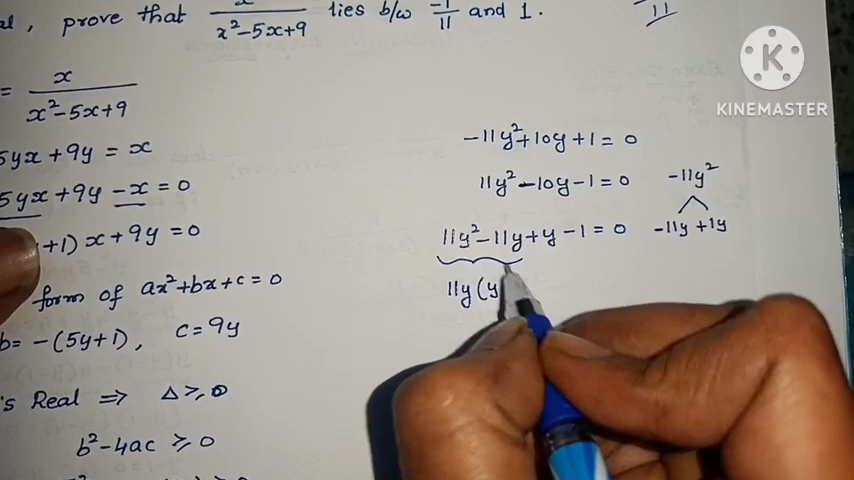 prove that x/(x²-5x+9) lies b/w -1/11 and 1.
11
= x/(x²-5x+9)
5yx + 9y = x
5yx + 9y - x = 0
+1) x + 9y = 0
form of ax²+bx+c = 0
b = -(5y+1), c = 9y
's Real ⇒ Δ ≥ 0
b²-4ac ≥ 0
-11y²+10y+1 = 0
11y²-10y-1 = 0 -11y²
11y²-11y+y-1 = 0 -11y +1y
11y(y
KINEMASTER